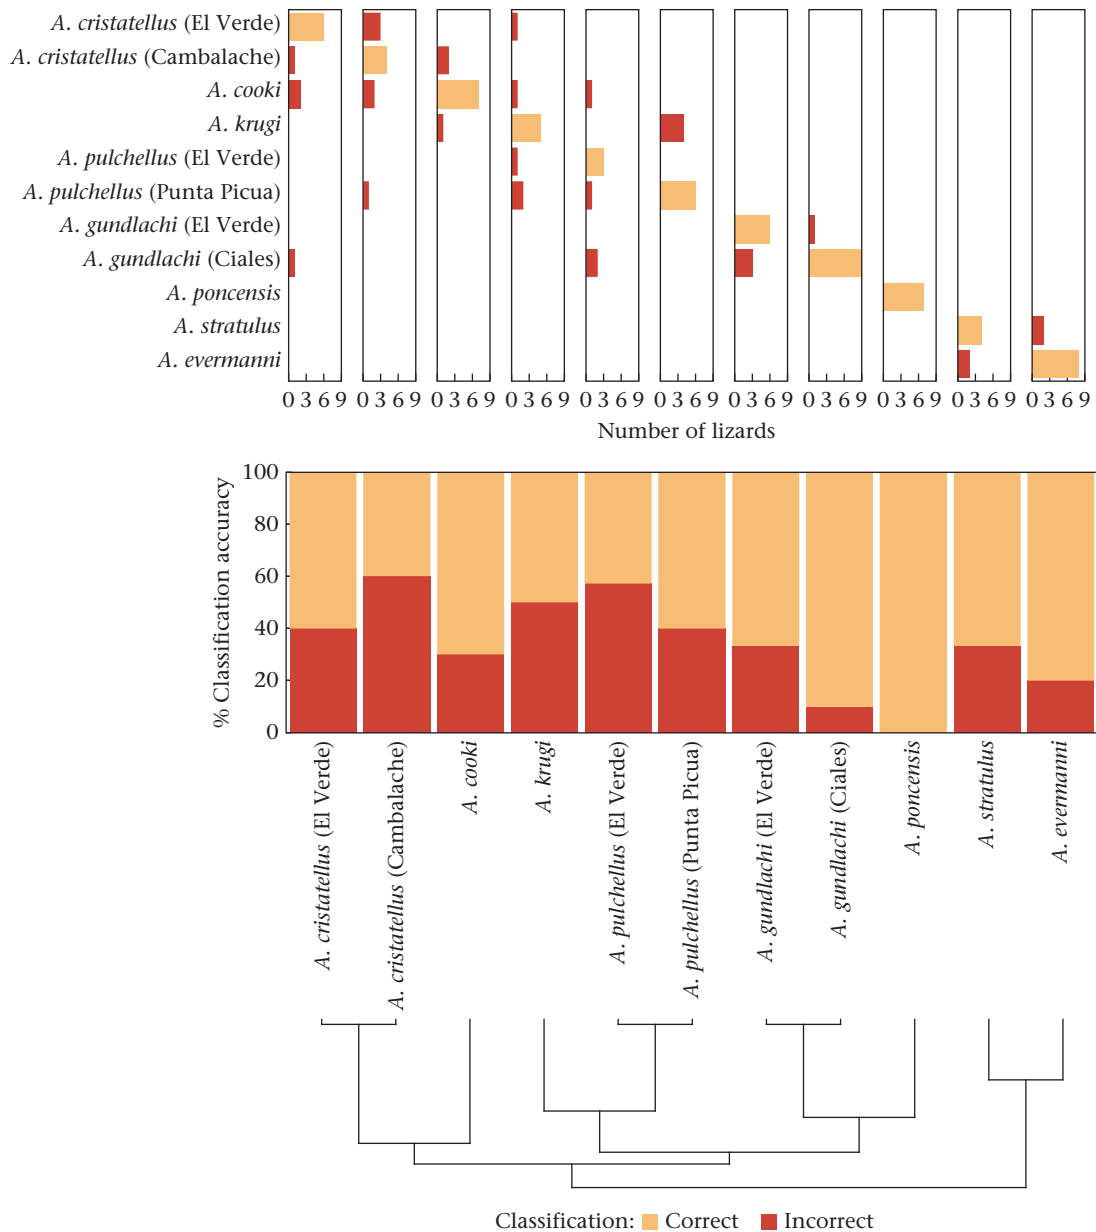 A. cristatellus (El Verde)
A. cristatellus (Cambalache)
A. cooki
A. krugi
A. pulchellus (El Verde)
A. pulchellus (Punta Picua)
A. gundlachi (El Verde)
A. gundlachi (Ciales)
A. poncensis
A. stratulus
A. evermanni
0 3 6 9 0 3 6 9 0 3 6 9 0 3 6 9 0 3 6 9 0 3 6 9 0 3 6 9 0 3 6 9 0 3 6 9 0 3 6 9 0 3 6 9
Number of lizards
% Classification accuracy
100
80
60
40
20
0
A. cristatellus (El Verde)
A. cristatellus (Cambalache)
A. cooki
A. krugi
A. pulchellus (El Verde)
A. pulchellus (Punta Picua)
A. gundlachi (El Verde)
A. gundlachi (Ciales)
A. poncensis
A. stratulus
A. evermanni
Classification: Correct Incorrect